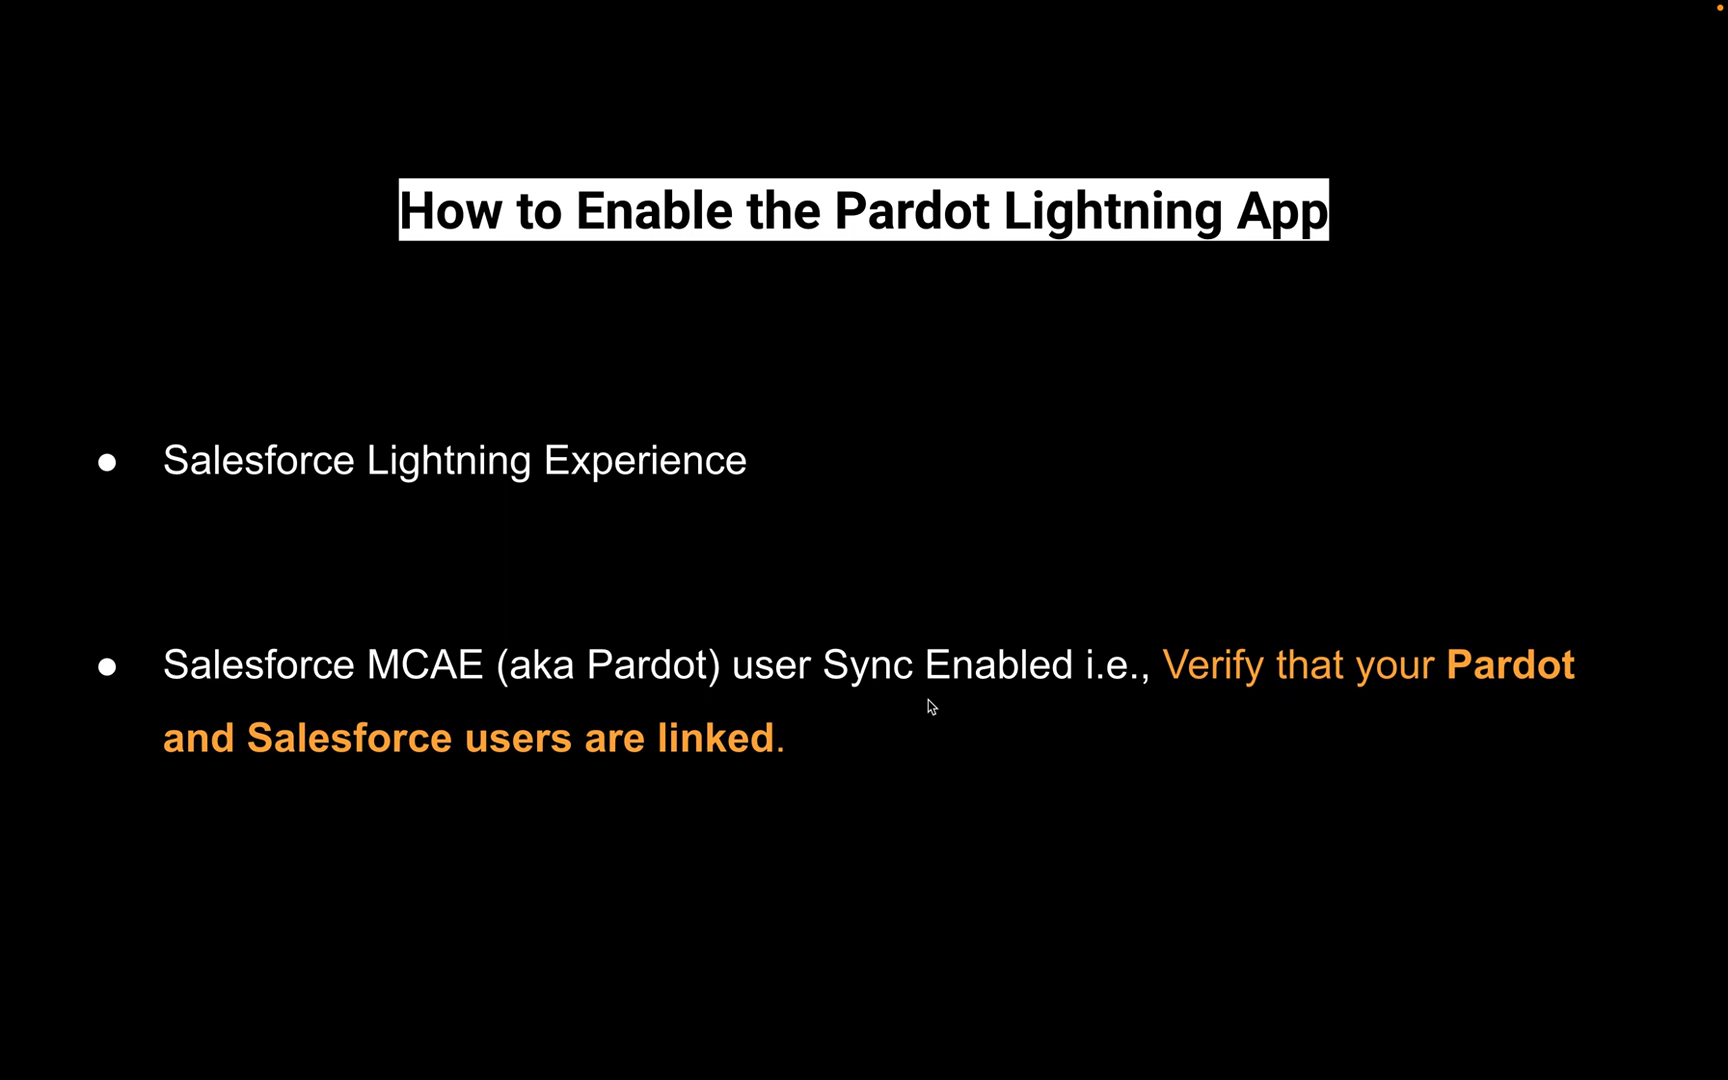 How to Enable the Pardot Lightning App
● Salesforce Lightning Experience
● Salesforce MCAE (aka Pardot) user Sync Enabled i.e., Verify that your Pardot
and Salesforce users are linked.